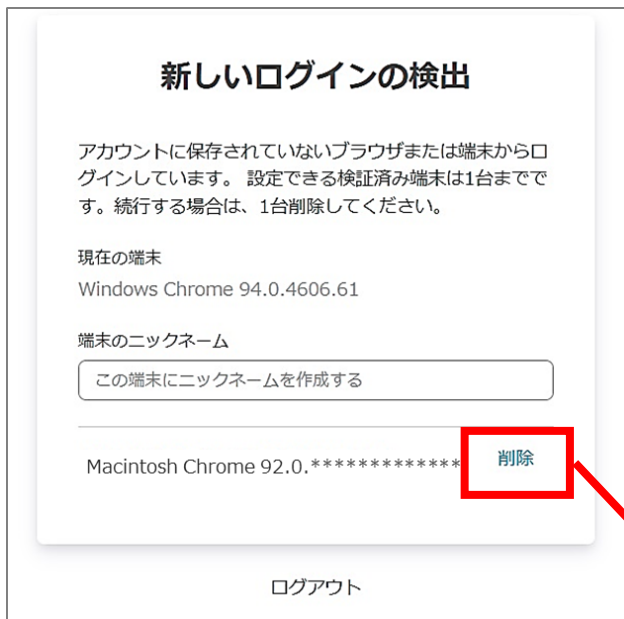 新しいログインの検出
アカウントに保存されていないブラウザまたは端末からロ
グインしています。 設定できる検証済み端末は1台までで
す。続行する場合は、1台削除してください。
現在の端末
Windows Chrome 94.0.4606.61
端末のニックネーム
この端末にニックネームを作成する
Macintosh Chrome 92.0.************* 削除
ログアウト